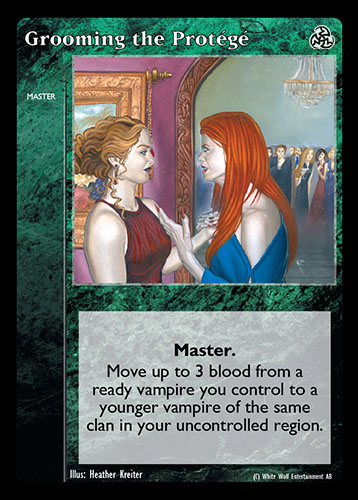 Grooming the Protégé
MASTER
Master.
Move up to 3 blood from a
ready vampire you control to a
younger vampire of the same
clan in your uncontrolled region.
Illus: Heather Kreiter
(C) White Wolf Entertainment AB